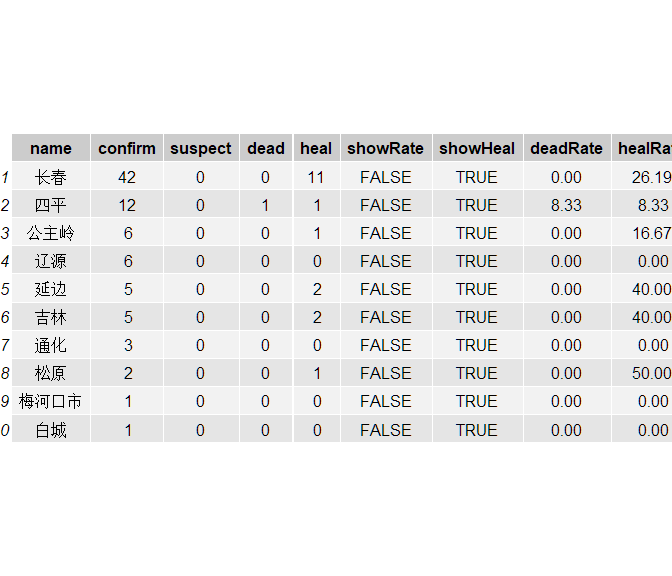 name confirm suspect dead heal showRate showHeal deadRate healRa
1 长春 42 0 0 11 FALSE TRUE 0.00 26.19
2 四平 12 0 1 1 FALSE TRUE 8.33 8.33
3 公主岭 6 0 0 1 FALSE TRUE 0.00 16.67
4 辽源 6 0 0 0 FALSE TRUE 0.00 0.00
5 延边 5 0 0 2 FALSE TRUE 0.00 40.00
6 吉林 5 0 0 2 FALSE TRUE 0.00 40.00
7 通化 3 0 0 0 FALSE TRUE 0.00 0.00
8 松原 2 0 0 1 FALSE TRUE 0.00 50.00
9 梅河口市 1 0 0 0 FALSE TRUE 0.00 0.00
0 白城 1 0 0 0 FALSE TRUE 0.00 0.00